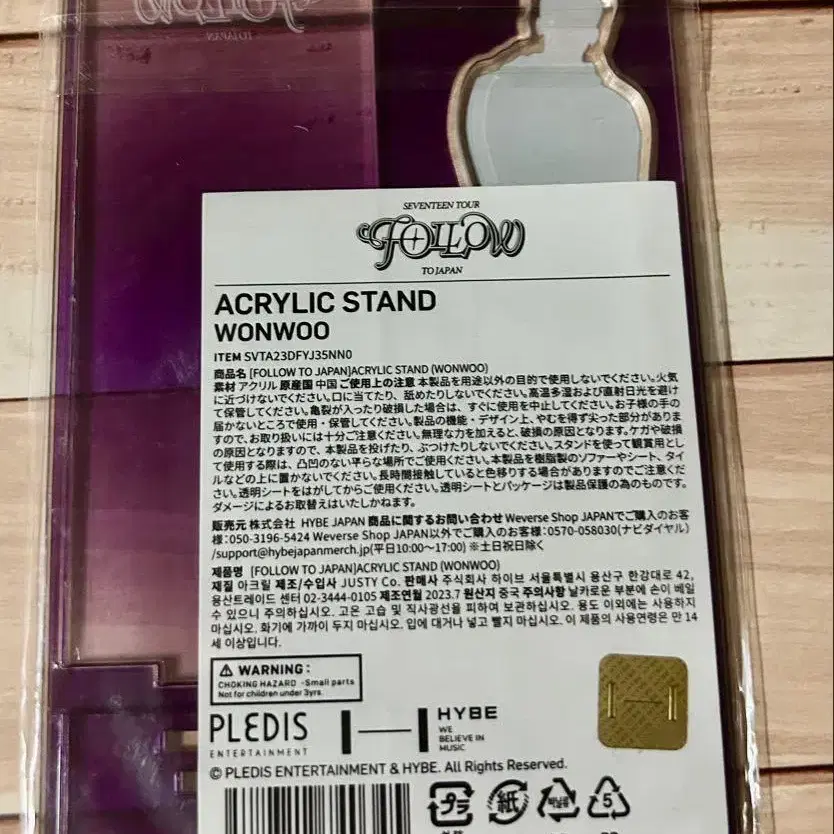 TO JAPAN
SEVENTEEN TOUR
FOLLOW
TO JAPAN
ACRYLIC STAND
WONWOO
ITEM SVTA23DFYJ35NN0
商品名 [FOLLOW TO JAPAN]ACRYLIC STAND (WONWOO)
素材 アクリル 原産国 中国 ご使用上の注意 本製品を用途以外の目的で使用しないでください。火気
に近づけないでください。口に当てたり、舐めたりしないでください。高温多湿および直射日光を避け
て保管してください。亀裂が入ったり破損した場合は、すぐに使用を中止してください。お子様の手の
届かないところで使用・保管してください。製品の機能・デザイン上、やむを得ず尖った部分がありま
すので、お取り扱いには十分ご注意ください。無理な力を加えると、破損の原因となります。ケガや破損
の原因となりますので、本製品を投げたり、ぶつけたりしないでください。スタンドを使って観賞用とし
て使用する際は、凸凹のない平らな場所でご使用ください。本製品を樹脂製のソファーやシート、タイ
ルなどの上に置かないでください。長時間接触していると色移りする場合がありますのでご注意くださ
い。透明シートをはがしてからご使用ください。透明シートとパッケージは製品保護の為のものです。
ダメージによるお取替えはいたしかねます。
販売元 株式会社 HYBE JAPAN 商品に関するお問い合わせ Weverse Shop JAPANでご購入のお客
様：050-3196-5424 Weverse Shop JAPAN以外でご購入のお客様：0570-058030(ナビダイヤル)
/support@hybejapanmerch.jp(平日10:00～17:00) ※土日祝日除く
제품명 [FOLLOW TO JAPAN]ACRYLIC STAND (WONWOO)
재질 아크릴 제조/수입사 JUSTY Co. 판매사 주식회사 하이브 서울특별시 용산구 한강대로 42,
용산트레이드 센터 02-3444-0105 제조연월 2023.7 원산지 중국 주의사항 날카로운 부분에 손이 베일
수 있으니 주의하십시오. 고온 고습 및 직사광선을 피하여 보관하십시오. 용도 이외에는 사용하지
마십시오. 화기에 가까이 두지 마십시오. 입에 대거나 넣고 빨지 마십시오. 이 제품의 사용연령은 만 14
세 이상입니다.
⚠ WARNING :
CHOKING HAZARD -Small parts
Not for children under 3yrs.
PLEDIS
ENTERTAINMENT
HYBE
WE
BELIEVE IN
MUSIC
© PLEDIS ENTERTAINMENT & HYBE. All Rights Reserved.
プラ 紙 5